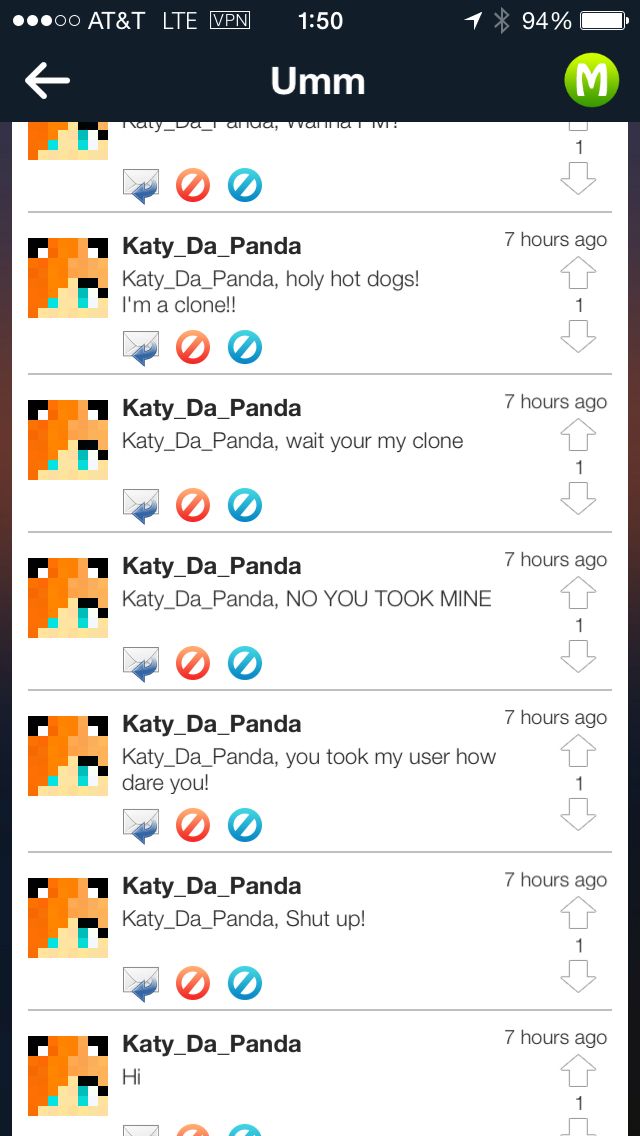 AT&T LTE VPN 1:50 94%
Umm M
Katy_Da_Panda, Wanna PM?
1
Katy_Da_Panda 7 hours ago
Katy_Da_Panda, holy hot dogs!
I'm a clone!!
1
Katy_Da_Panda 7 hours ago
Katy_Da_Panda, wait your my clone
1
Katy_Da_Panda 7 hours ago
Katy_Da_Panda, NO YOU TOOK MINE
1
Katy_Da_Panda 7 hours ago
Katy_Da_Panda, you took my user how
dare you!
1
Katy_Da_Panda 7 hours ago
Katy_Da_Panda, Shut up!
1
Katy_Da_Panda 7 hours ago
Hi
1